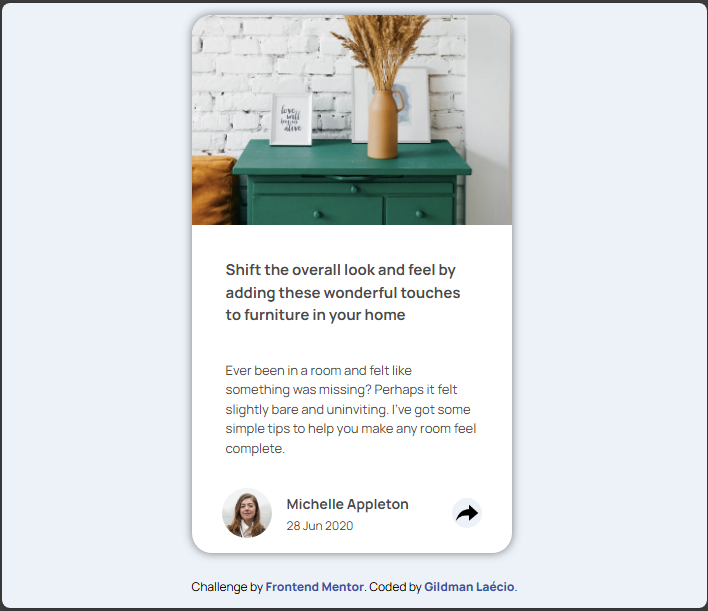 love
will
alive
Shift the overall look and feel by
adding these wonderful touches
to furniture in your home
Ever been in a room and felt like
something was missing? Perhaps it felt
slightly bare and uninviting. I've got some
simple tips to help you make any room feel
complete.
Michelle Appleton
28 Jun 2020
Challenge by Frontend Mentor. Coded by Gildman Laécio.